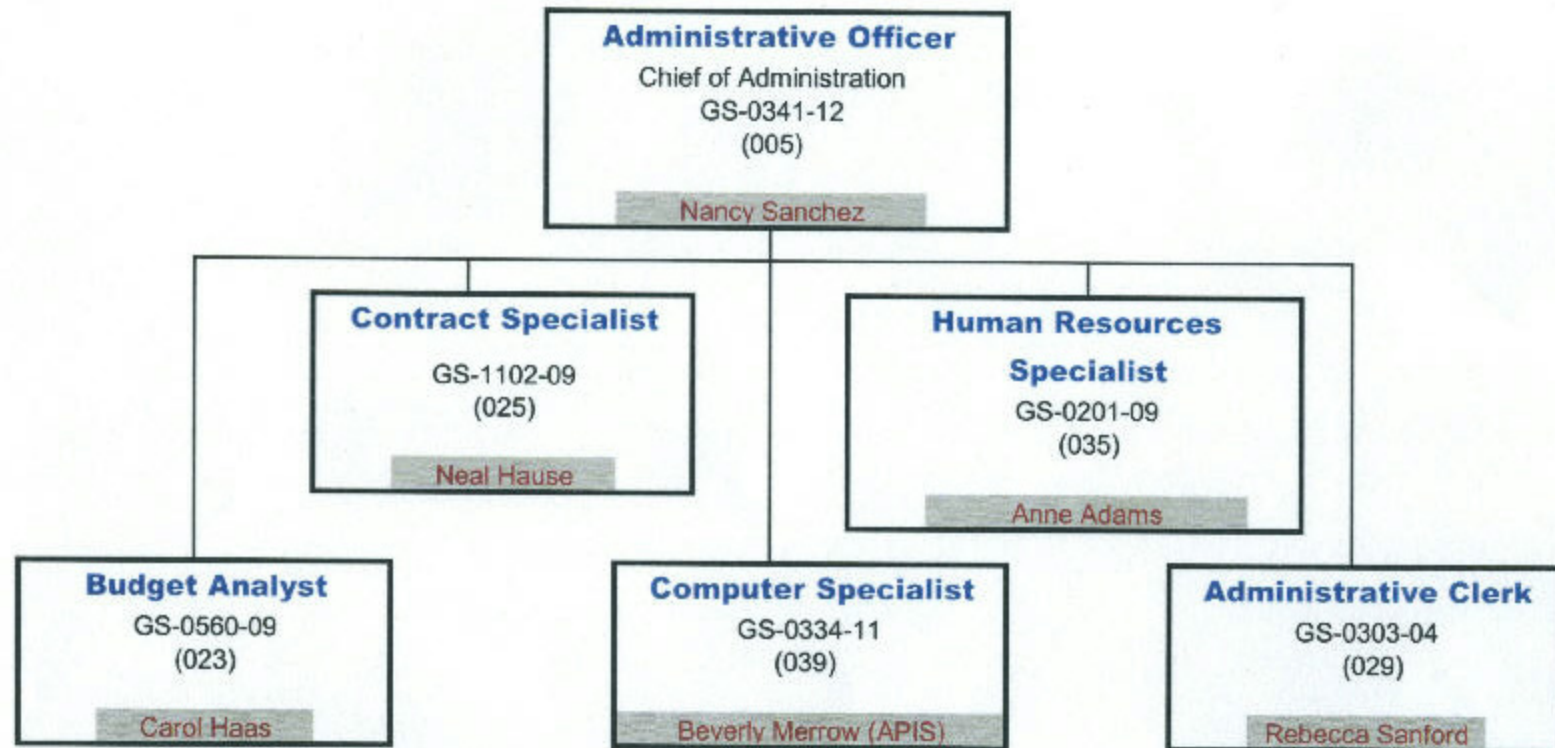 Administrative Officer
Chief of Administration
GS-0341-12
(005)
Nancy Sanchez
Contract Specialist
GS-1102-09
(025)
Neal Hause
Human Resources
Specialist
GS-0201-09
(035)
Anne Adams
Budget Analyst
GS-0560-09
(023)
Carol Haas
Computer Specialist
GS-0334-11
(039)
Beverly Merrow (APIS)
Administrative Clerk
GS-0303-04
(029)
Rebecca Sanford